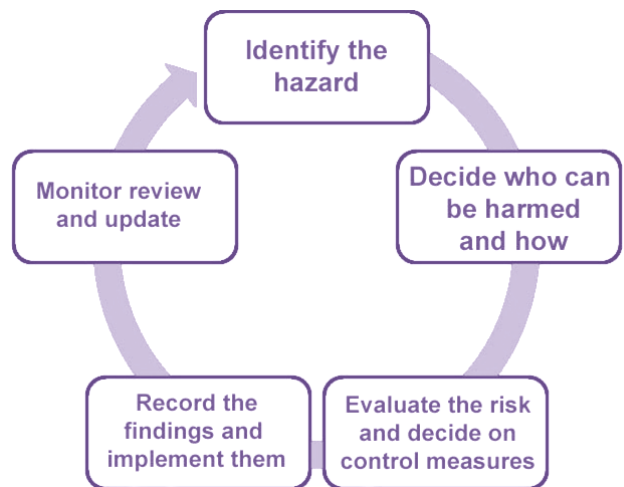 Identify the
hazard
Decide who can
be harmed
and how
Evaluate the risk
and decide on
control measures
Record the
findings and
implement them
Monitor review
and update